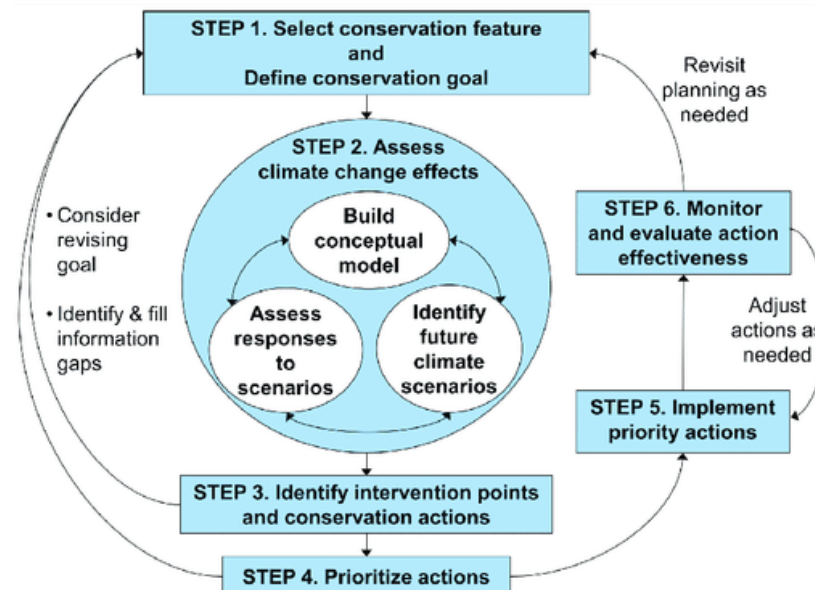 STEP 1. Select conservation feature
and
Define conservation goal
STEP 2. Assess
climate change effects
Build
conceptual
model
Assess
responses
to
scenarios
Identify
future
climate
scenarios
• Consider
revising
goal
• Identify & fill
information
gaps
STEP 3. Identify intervention points
and conservation actions
STEP 4. Prioritize actions
STEP 5. Implement
priority actions
STEP 6. Monitor
and evaluate action
effectiveness
Adjust
actions as
needed
Revisit
planning as
needed